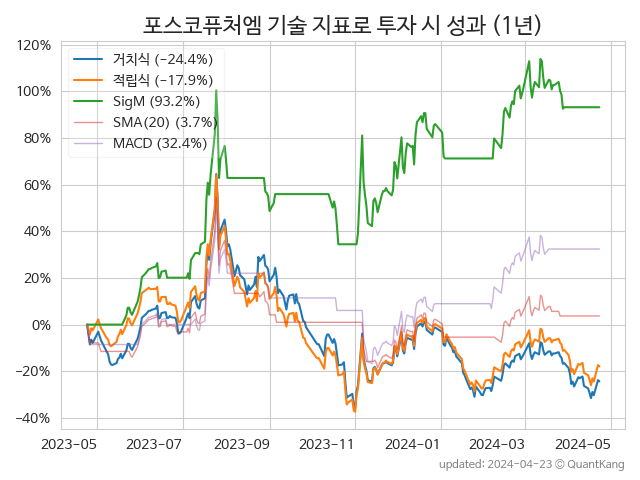 포스코퓨처엠 기술 지표로 투자 시 성과 (1년)
120%
100%
80%
60%
40%
20%
0%
−20%
−40%
거치식 (−24.4%)
적립식 (−17.9%)
SigM (93.2%)
SMA(20) (3.7%)
MACD (32.4%)
2023−05
2023−07
2023−09
2023−11
2024−01
2024−03
2024−05
updated: 2024−04−23 ⓒ QuantKang